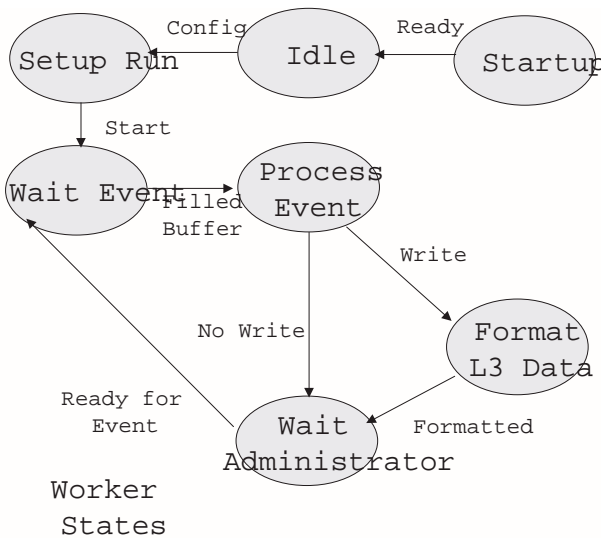 Config
Ready
Setup Run
Idle
Startup
Start
Wait Event
Filled
Buffer
Process
Event
Write
No Write
Format
L3 Data
Ready for
Event
Wait
Administrator
Formatted
Worker
States